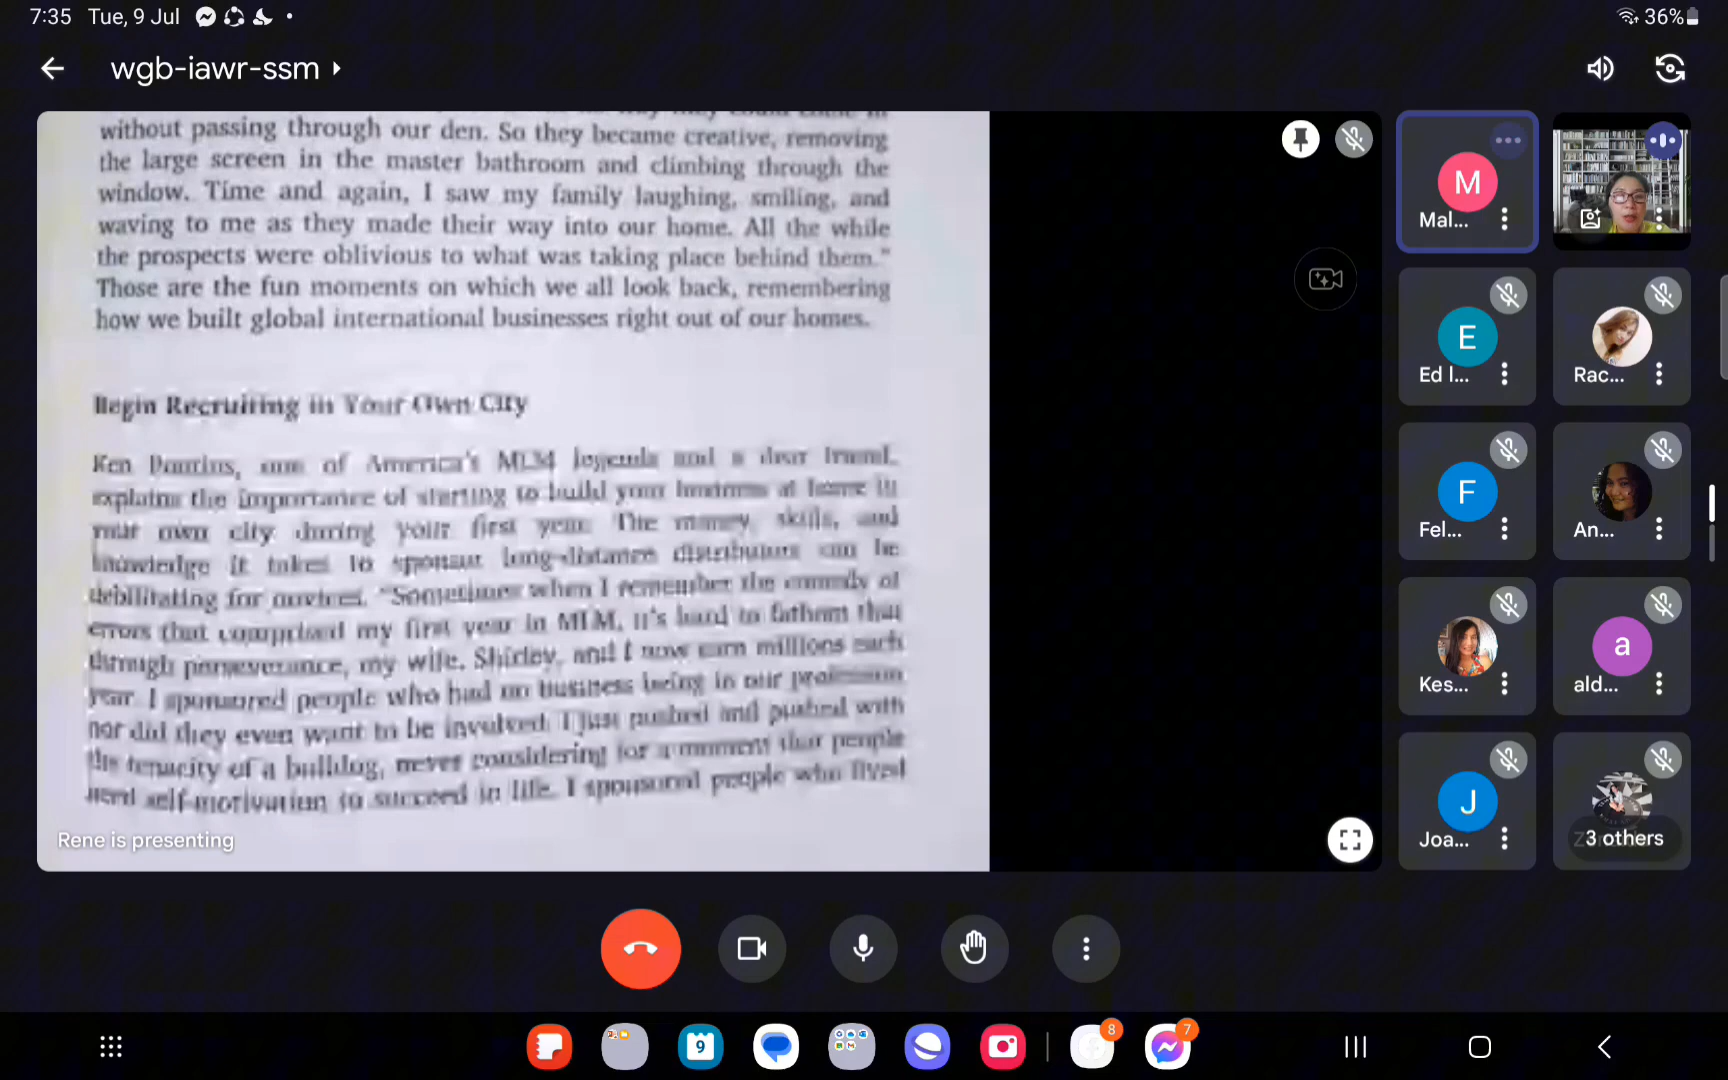 7:35 Tue, 9 Jul
36%
wgb-iawr-ssm
without passing through our den. So they became creative, removing
the large screen in the master bathroom and climbing through the
window. Time and again, I saw my family laughing, smiling, and
waving to me as they made their way into our home. All the while
the prospects were oblivious to what was taking place behind them."
Those are the fun moments on which we all look back, remembering
how we built global international businesses right out of our homes.
Begin Recruiting in Your Own City
Ken Pontius, one of America's MLM legends and a dear friend,
explains the importance of starting to build your business at home in
your own city during your first year. The money, skills, and
knowledge it takes to sponsor long-distance distributors can be
debilitating for novices. "Sometimes when I remember the comedy of
errors that comprised my first year in MLM, it's hard to fathom that
through perseverance, my wife, Shirley, and I now earn millions each
year. I sponsored people who had no business being in our profession
nor did they even want to be involved. I just pushed and pushed with
the tenacity of a bulldog, never considering for a moment that people
need self-motivation to succeed in life. I sponsored people who lived
Rene is presenting
M
Mal...
E
Ed l...
Rac...
F
Fel...
An...
Kes...
a
ald...
J
Joa...
3 others
9
8
7